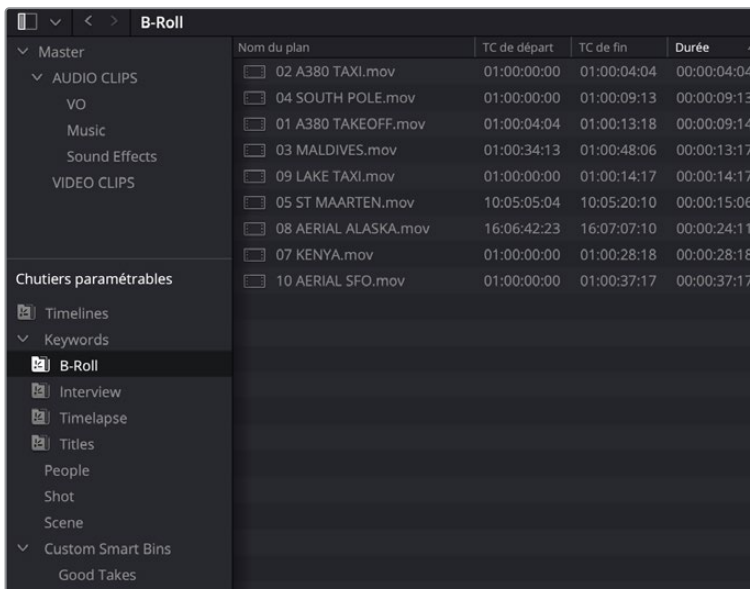 B-Roll
Master
AUDIO CLIPS
VO
Music
Sound Effects
VIDEO CLIPS
Chutiers paramétrables
Timelines
Keywords
B-Roll
Interview
Timelapse
Titles
People
Shot
Scene
Custom Smart Bins
Good Takes
Nom du plan TC de départ TC de fin Durée
02 A380 TAXI.mov 01:00:00:00 01:00:04:04 00:00:04:04
04 SOUTH POLE.mov 01:00:00:00 01:00:09:13 00:00:09:13
01 A380 TAKEOFF.mov 01:00:04:04 01:00:13:18 00:00:09:14
03 MALDIVES.mov 01:00:34:13 01:00:48:06 00:00:13:17
09 LAKE TAXI.mov 01:00:00:00 01:00:14:17 00:00:14:17
05 ST MAARTEN.mov 10:05:05:04 10:05:20:10 00:00:15:06
08 AERIAL ALASKA.mov 16:06:42:23 16:07:07:10 00:00:24:11
07 KENYA.mov 01:00:00:00 01:00:28:18 00:00:28:18
10 AERIAL SFO.mov 01:00:00:00 01:00:37:17 00:00:37:17